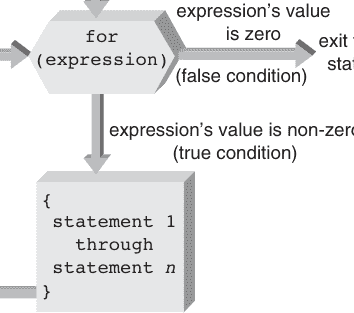 expression's value
is zero
for
(expression)
exit
(false condition)
expression's value is non-zero
(true condition)
{
statement 1
through
statement n
}